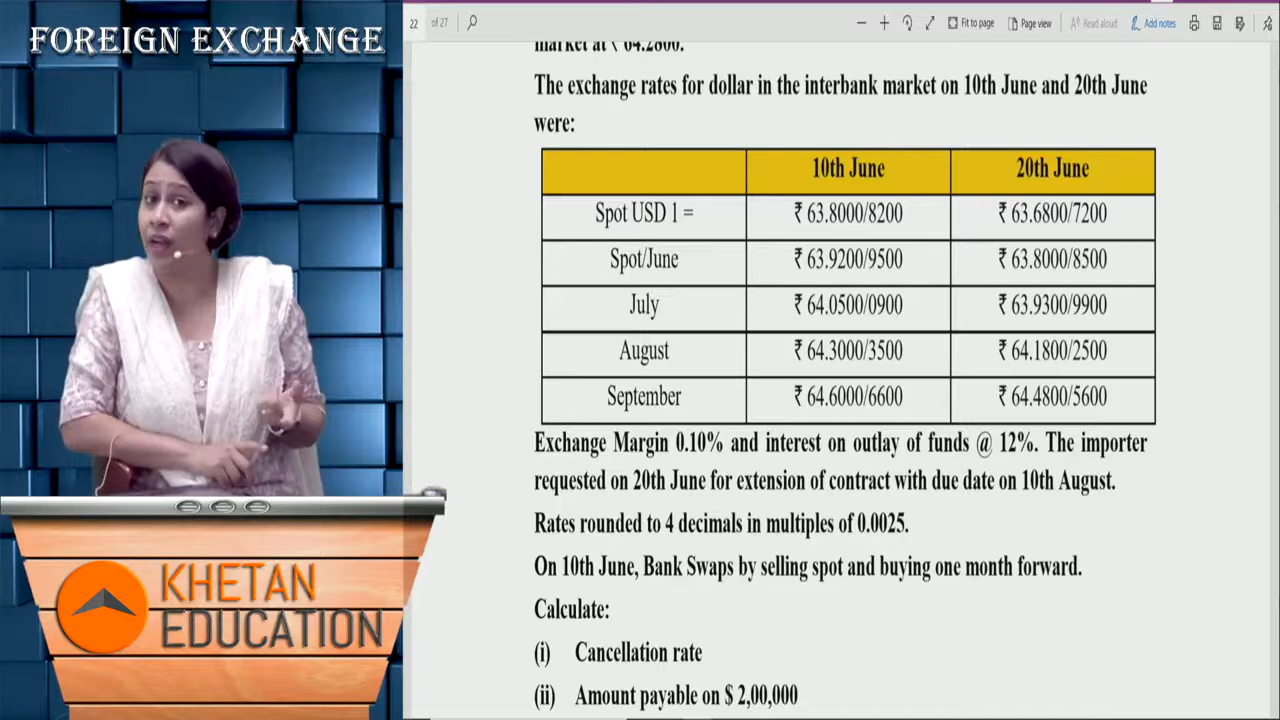 FOREIGN EXCHANGE
22 of 27
Fit to page
Page view
Read aloud
Add notes
market at ₹ 64.2800.
The exchange rates for dollar in the interbank market on 10th June and 20th June
were:
10th June 20th June
Spot USD 1 = ₹ 63.8000/8200 ₹ 63.6800/7200
Spot/June ₹ 63.9200/9500 ₹ 63.8000/8500
July ₹ 64.0500/0900 ₹ 63.9300/9900
August ₹ 64.3000/3500 ₹ 64.1800/2500
September ₹ 64.6000/6600 ₹ 64.4800/5600
Exchange Margin 0.10% and interest on outlay of funds @ 12%. The importer
requested on 20th June for extension of contract with due date on 10th August.
Rates rounded to 4 decimals in multiples of 0.0025.
On 10th June, Bank Swaps by selling spot and buying one month forward.
Calculate:
(i) Cancellation rate
(ii) Amount payable on $ 2,00,000
KHETAN
EDUCATION